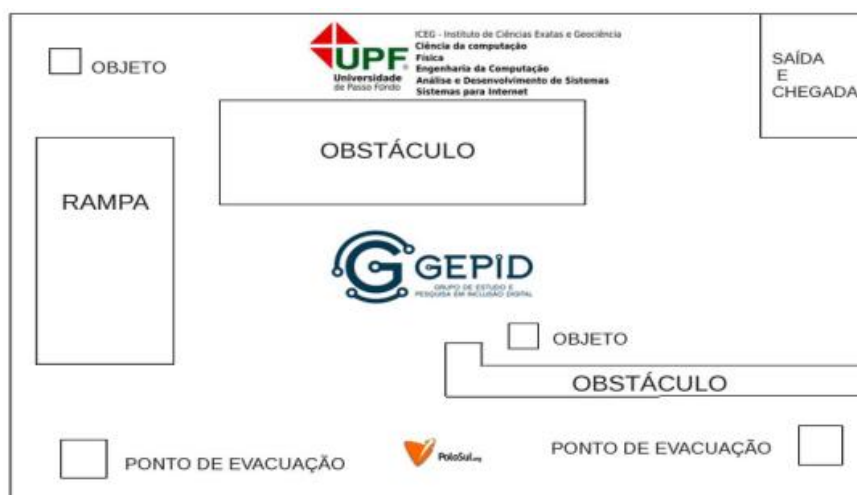 OBJETO
UPF
Universidade
de Passo Fundo
ICEG - Instituto de Ciências Exatas e Geociência
Ciência da computação
Física
Engenharia da Computação
Análise e Desenvolvimento de Sistemas
Sistemas para Internet
SAÍDA
E
CHEGADA
OBSTÁCULO
RAMPA
GEPID
GRUPO DE ESTUDO E
PESQUISA EM INCLUSÃO DIGITAL
OBJETO
OBSTÁCULO
PONTO DE EVACUAÇÃO
PoloSul.org
PONTO DE EVACUAÇÃO